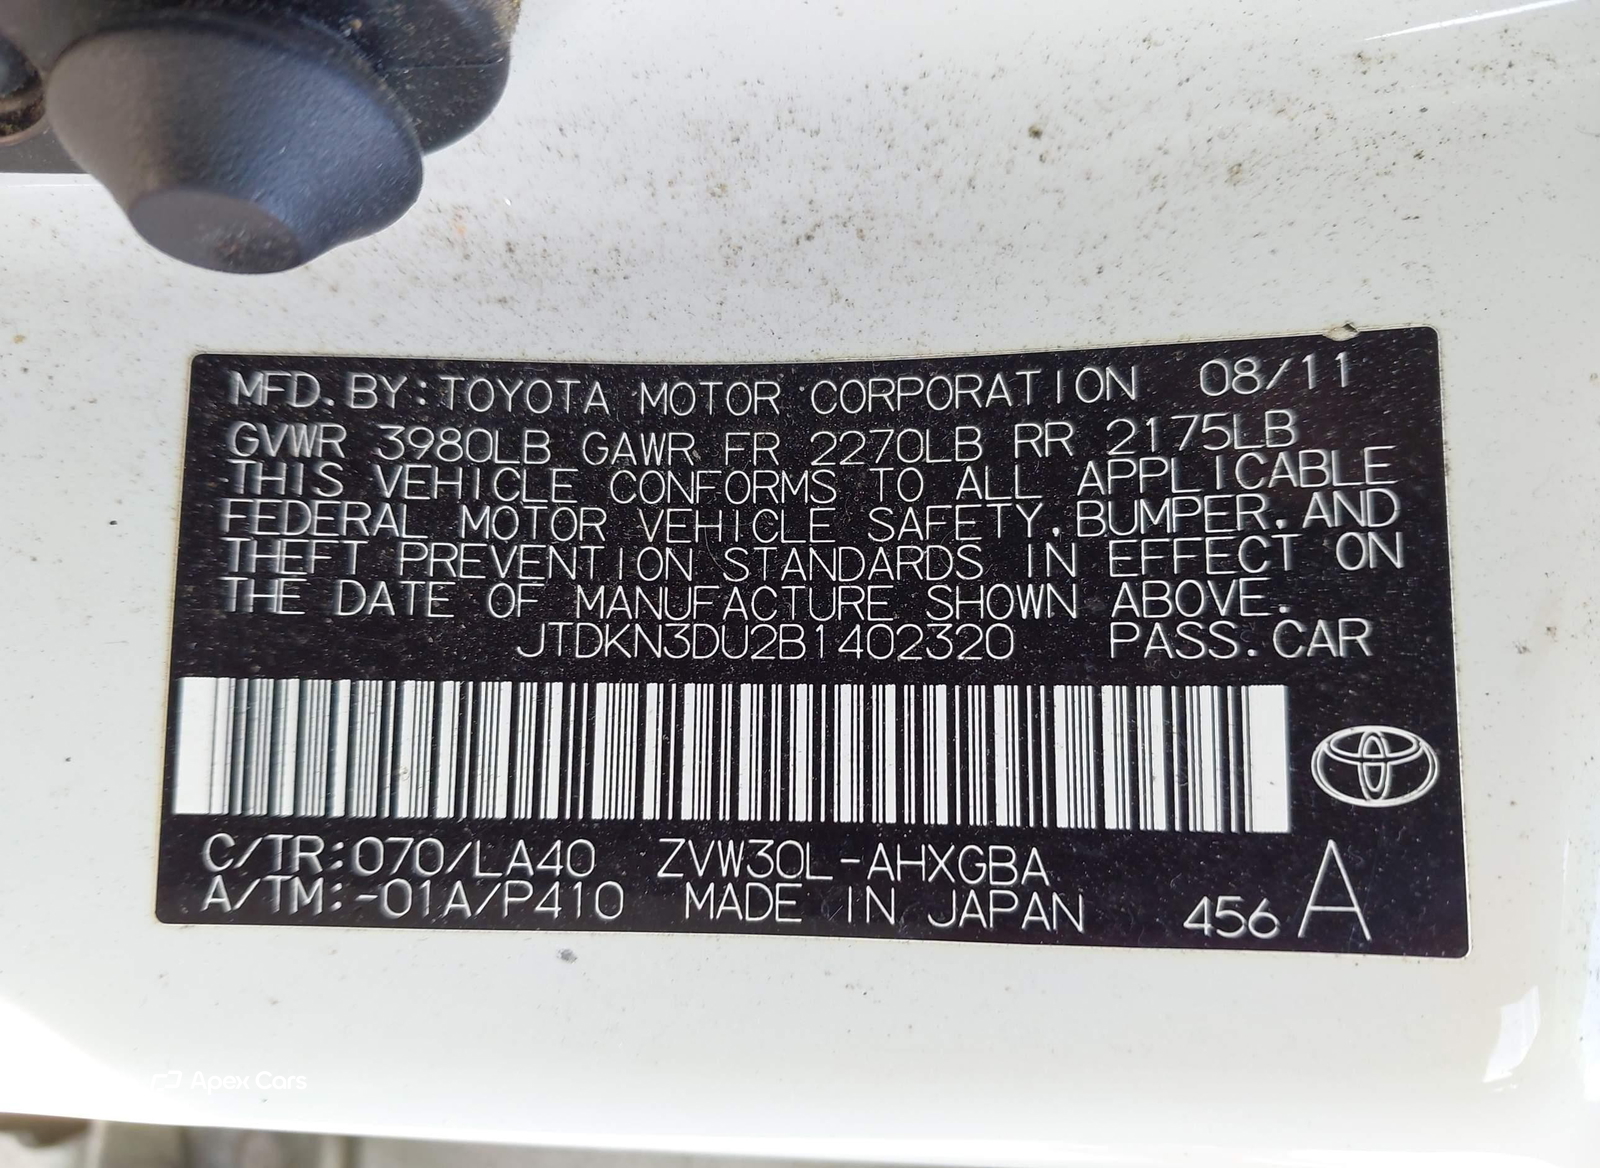 MFD. BY: TOYOTA MOTOR CORPORATION 08/11
GVWR 3980LB GAWR FR 2270LB RR 2175LB
THIS VEHICLE CONFORMS TO ALL APPLICABLE
FEDERAL MOTOR VEHICLE SAFETY, BUMPER, AND
THEFT PREVENTION STANDARDS IN EFFECT ON
THE DATE OF MANUFACTURE SHOWN ABOVE.
JTDKN3DU2B1402320 PASS. CAR
C/TR: 070/LA40 ZVW30L-AHXGBA
A/TM: -01A/P410 MADE IN JAPAN 456 A
Apex Cars